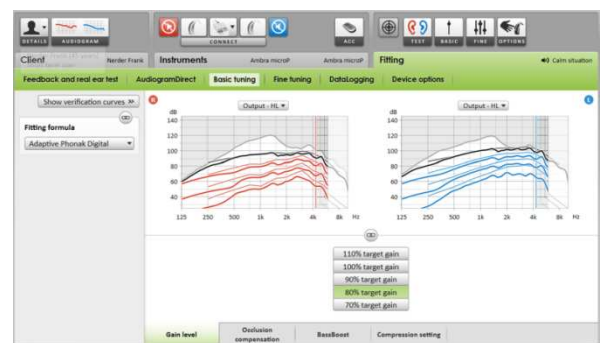 DETAILS AUDIOGRAM CONNECT ACC TEST BASIC FINE OPTIONS
Client Nerder Frank Instruments Ambra microP Ambra microP Fitting Calm situation
Feedback and real ear test AudiogramDirect Basic tuning Fine tuning DataLogging Device options
Show verification curves »
Fitting formula
Adaptive Phonak Digital
R Output - HL
dB
140
120
100
80
60
40
125 250 500 1k 2k 4k 8k Hz
Output - HL L
dB
140
120
100
80
60
40
125 250 500 1k 2k 4k 8k Hz
110% target gain
100% target gain
90% target gain
80% target gain
70% target gain
Gain level Occlusion compensation BassBoost Compression setting